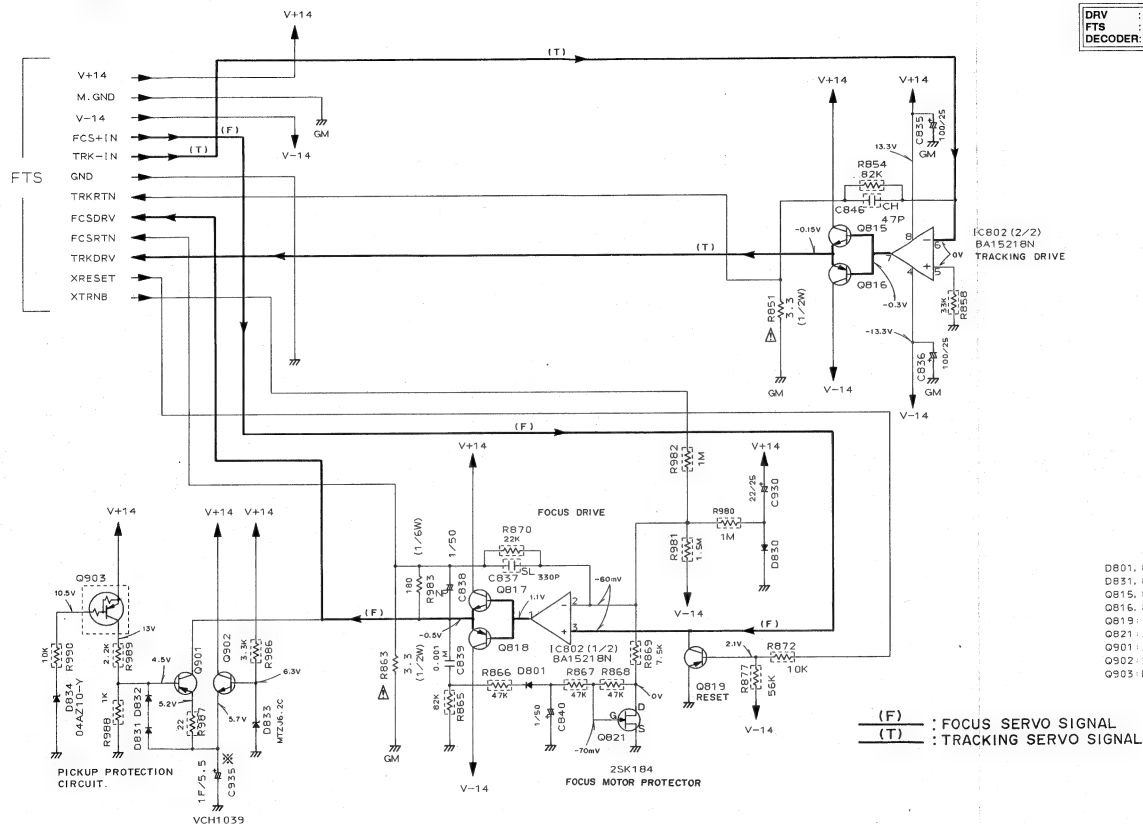 DRV :
FTS :
DECODER:
V+14
(T)
FTS
V+14
M. GND
V-14
FCS+IN
TRK-IN
GND
TRKRTN
FCSDRV
FCSRTN
TRKDRV
XRESET
XTRNB
GM
V-14
(F)
(T)
V+14
V+14
C835
100/25
GM
13.3V
R854
82K
C846
CH
47P
Q815
-0.15V
(T)
8
7
6
5
4
0V
IC802 (2/2)
BA15218N
TRACKING DRIVE
Q816
-0.3V
R851
3.3
(1/2W)
GM
33K
R858
-13.3V
C836
100/25
GM
V-14
V-14
(F)
V+14
R982
1M
V+14
22/25
C930
R980
1M
R981
1.5M
D830
V-14
FOCUS DRIVE
R870
22K
C837
SL
330P
(1/6W)
180
R983
1/50
NP
C838
Q817
1.1V
-60mV
1
2
3
(F)
-0.5V
Q818
IC802 (1/2)
BA15218N
(F)
R869
7.5K
2.1V
R872
10K
Q819
RESET
R871
56K
V-14
R863
3.3
(1/2W)
GM
0.001
C839
R865
82K
R866
47K
D801
R867
47K
R868
47K
0V
1/50
C840
-70mV
G
D
S
Q821
2SK184
FOCUS MOTOR PROTECTOR
V-14
V+14
V+14
V+14
Q903
10.5V
13V
10K
R990
2.2K
R989
4.5V
Q901
Q902
3.3K
R986
6.3V
D834
04AZ10-Y
1K
R988
D831
D832
5.2V
22
R987
5.7V
D833
MTZJ6.2C
PICKUP PROTECTION
CIRCUIT.
1F/5.5
C935 ※
VCH1039
D801,
D831,
Q815,
Q816,
Q819:
Q821:
Q901:
Q902:
Q903:
(F) : FOCUS SERVO SIGNAL
(T) : TRACKING SERVO SIGNAL